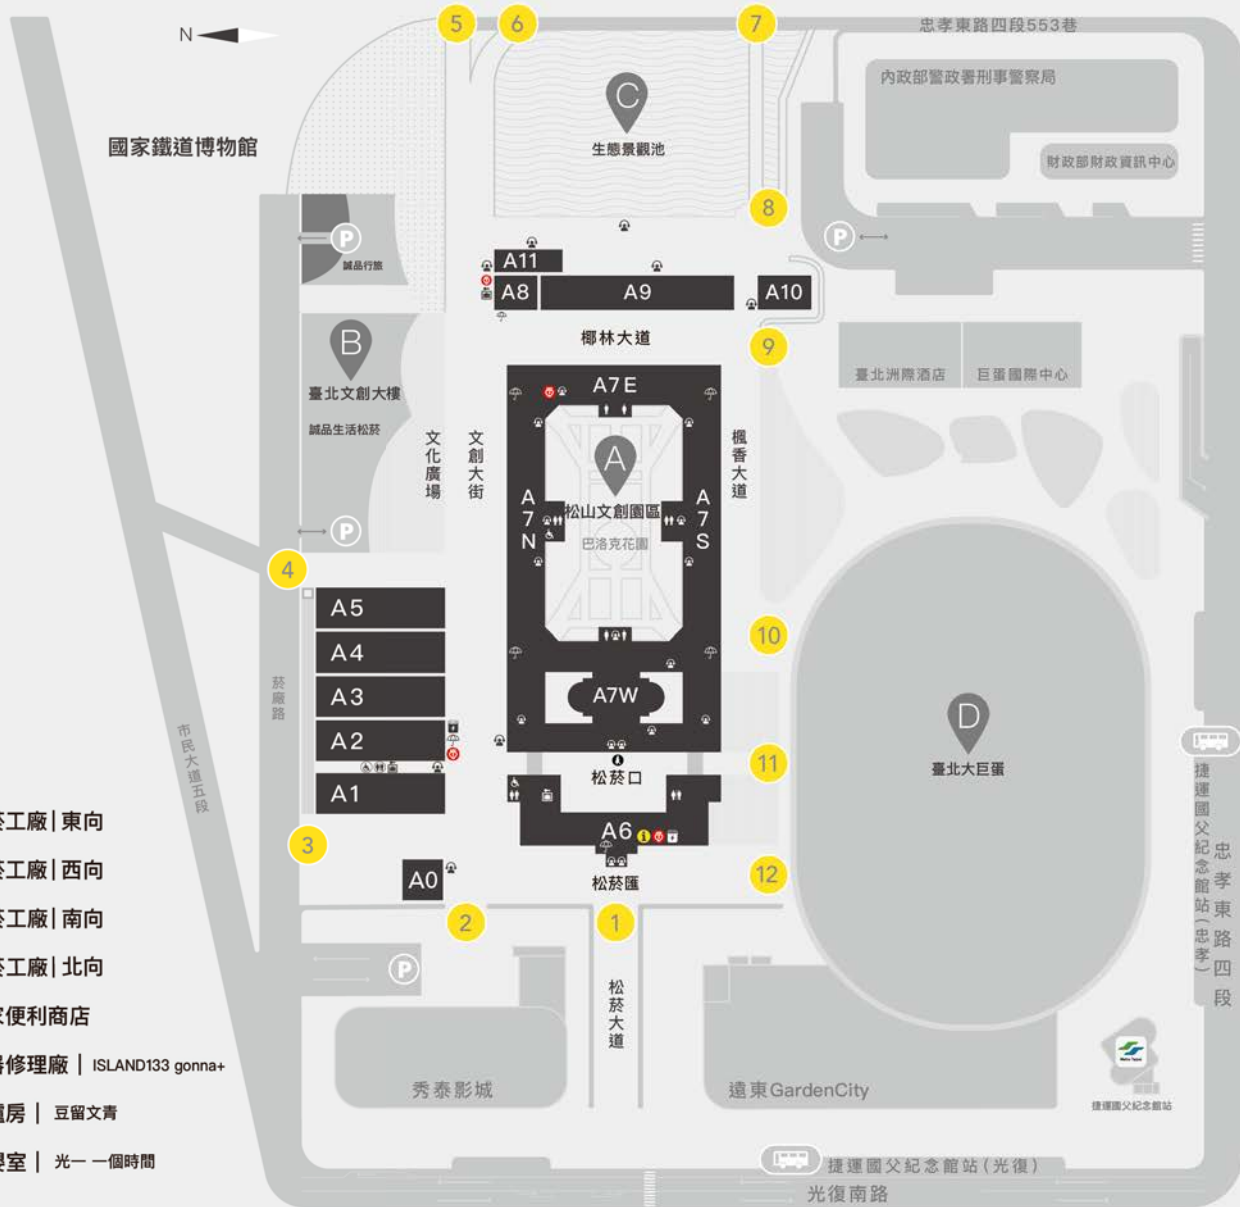 N
5
6
7
忠孝東路四段553巷
內政部警政署刑事警察局
C
生態景觀池
國家鐵道博物館
財政部財政資訊中心
8
P
誠品行旅
P
A11
A8
A9
A10
椰林大道
9
B
臺北文創大樓
誠品生活松菸
臺北洲際酒店
巨蛋國際中心
A7E
文化廣場
文創大街
楓香大道
A
松山文創園區
巴洛克花園
A7N
A7S
P
4
A5
A4
A3
A2
A1
菸廠路
市民大道五段
10
A7W
D
臺北大巨蛋
11
松菸口
A6
i
3
A0
松菸匯
12
2
1
P
松菸大道
秀泰影城
遠東GardenCity
捷運國父紀念館站(忠孝)
忠孝東路四段
Metro Taipei
捷運國父紀念館站
捷運國父紀念館站(光復)
光復南路
工廠|東向
工廠|西向
工廠|南向
工廠|北向
便利商店
修理廠| ISLAND133 gonna+
房| 豆留文青
室| 光一 一個時間